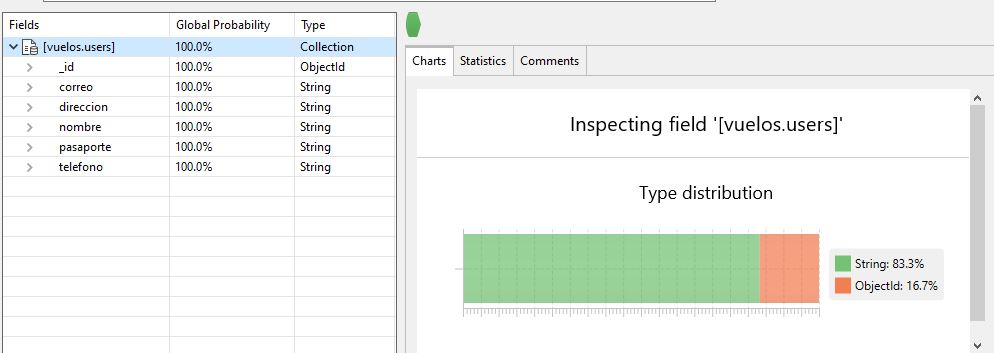 Fields Global Probability Type
[vuelos.users] 100.0% Collection
_id 100.0% ObjectId
correo 100.0% String
direccion 100.0% String
nombre 100.0% String
pasaporte 100.0% String
telefono 100.0% String
Charts Statistics Comments
Inspecting field '[vuelos.users]'
Type distribution
String: 83.3%
ObjectId: 16.7%